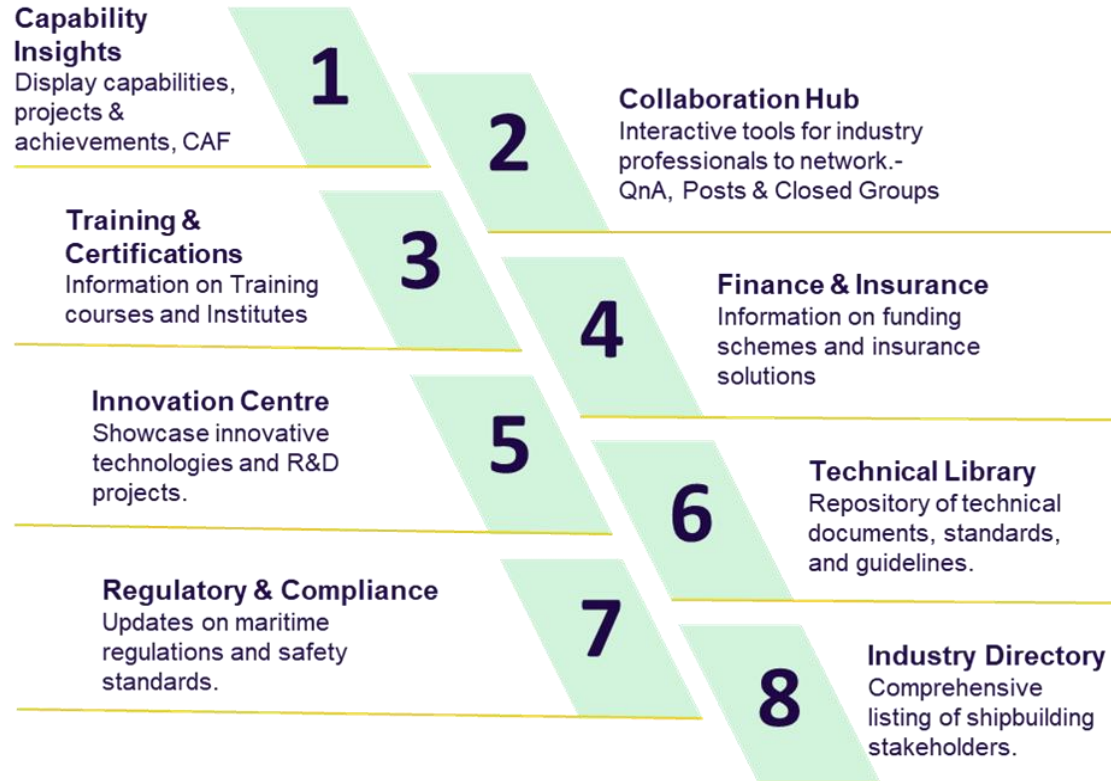 Capability
Insights
Display capabilities,
projects &
achievements, CAF
1
2
Collaboration Hub
Interactive tools for industry
professionals to network.-
QnA, Posts & Closed Groups
Training &
Certifications
Information on Training
courses and Institutes
3
4
Finance & Insurance
Information on funding
schemes and insurance
solutions
Innovation Centre
Showcase innovative
technologies and R&D
projects.
5
6
Technical Library
Repository of technical
documents, standards,
and guidelines.
Regulatory & Compliance
Updates on maritime
regulations and safety
standards.
7
8
Industry Directory
Comprehensive
listing of shipbuilding
stakeholders.